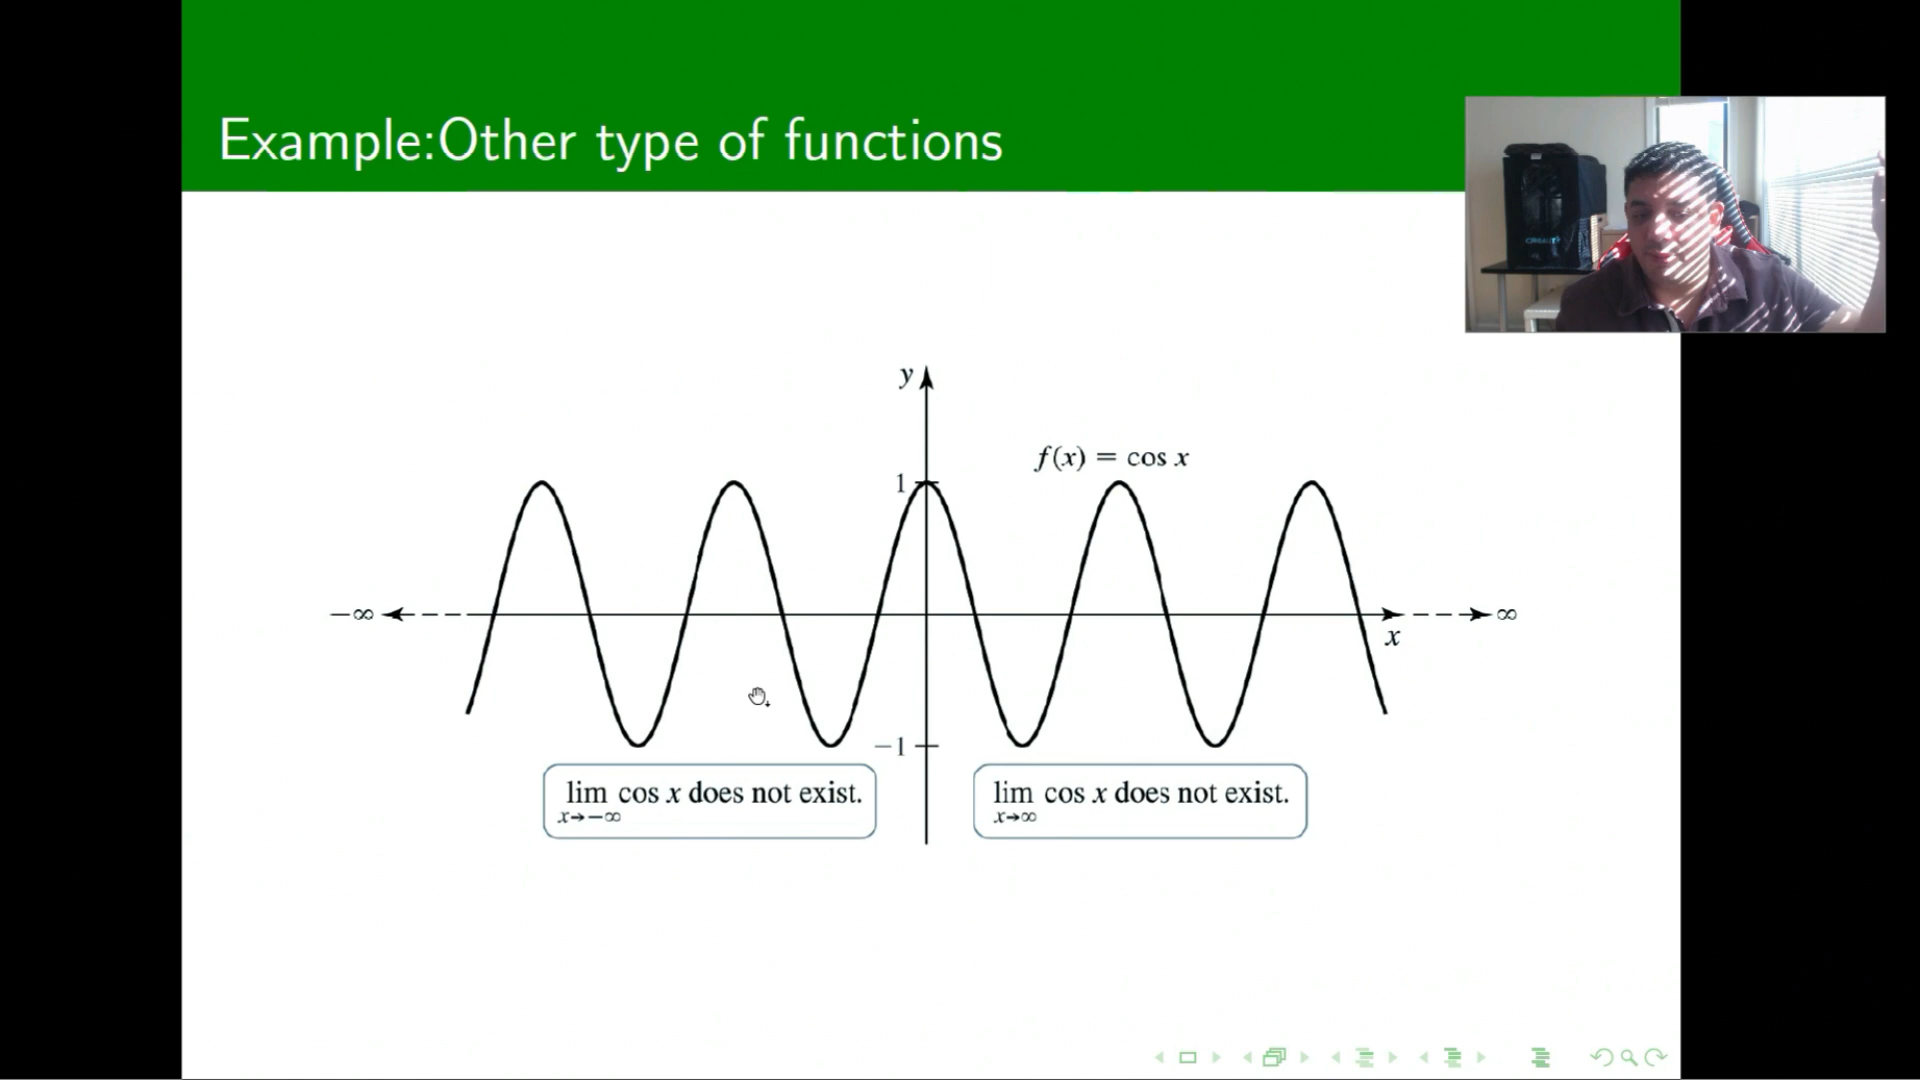 Example:Other type of functions
y
f(x) = cos x
1
−∞
∞
x
−1
lim cos x does not exist.
x→−∞
lim cos x does not exist.
x→∞